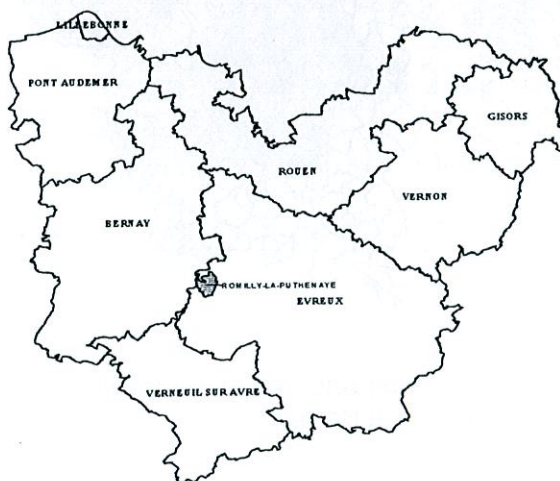 LILLEBONNE
PONT AUDEMER
GISORS
ROUEN
VERNON
BERNAY
ROMILLY-LA-PUTHENAYE
EVREUX
VERNEUIL SUR AVRE